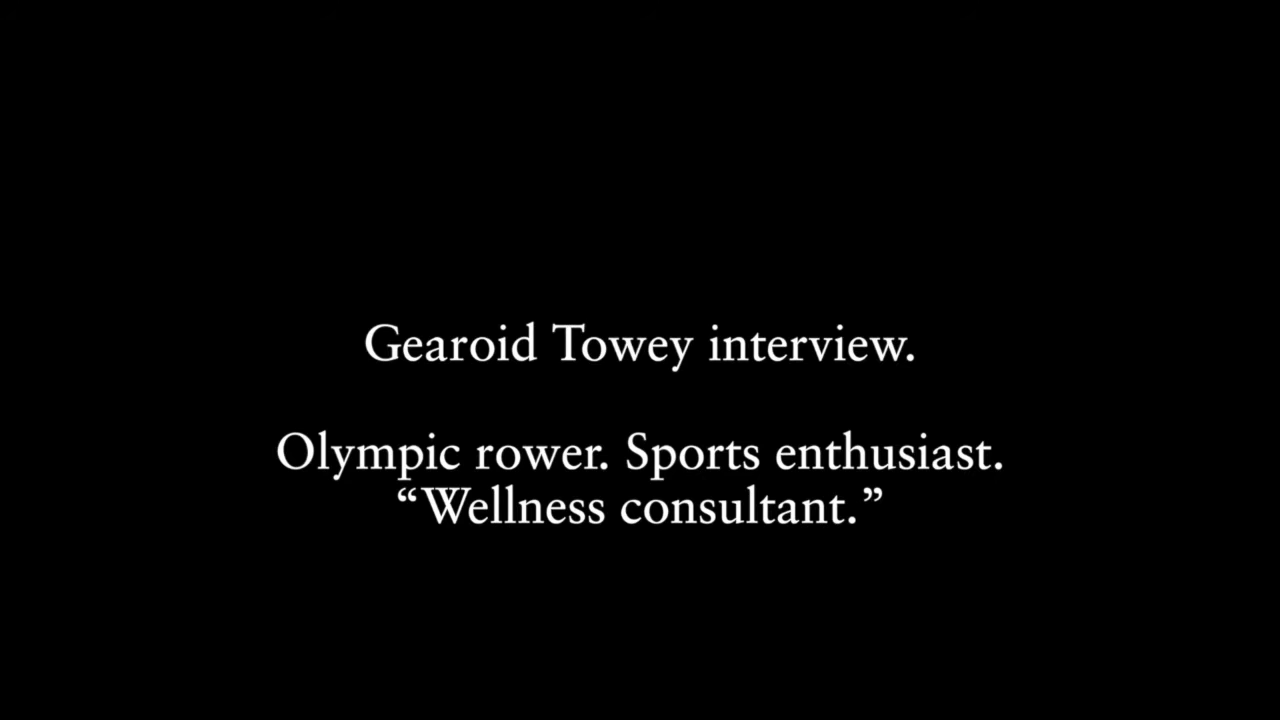 Gearoid Towey interview.
Olympic rower. Sports enthusiast.
“Wellness consultant.”